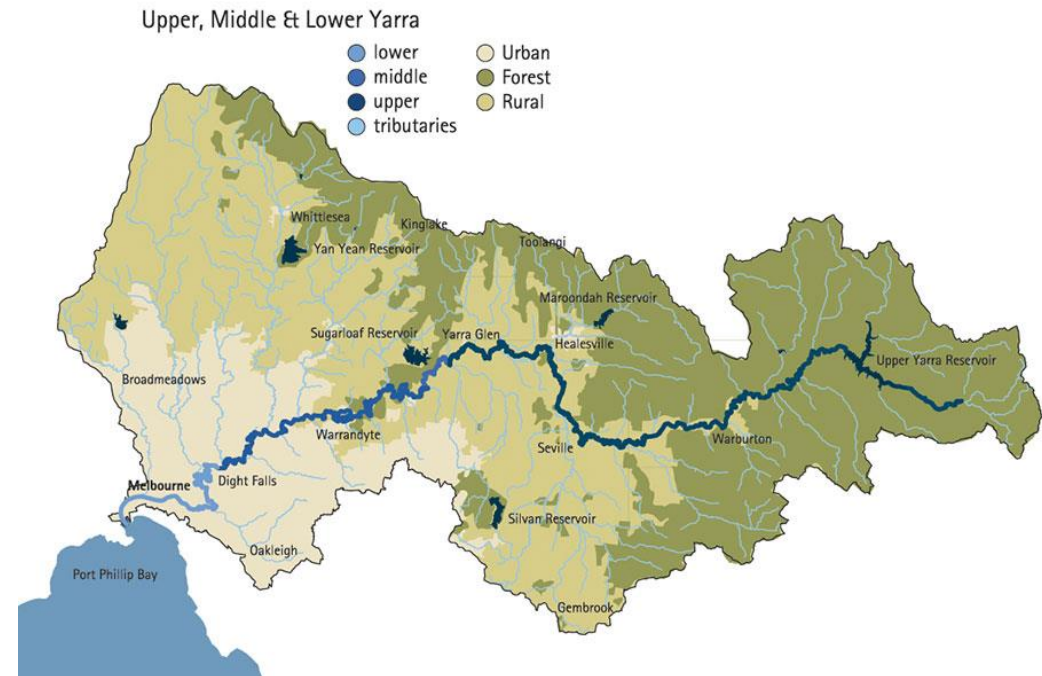 Upper, Middle & Lower Yarra
lower
middle
upper
tributaries
Urban
Forest
Rural
Whittlesea
Kinglake
Yan Yean Reservoir
Toolangi
Maroondah Reservoir
Sugarloaf Reservoir
Yarra Glen
Healesville
Upper Yarra Reservoir
Broadmeadows
Warrandyte
Seville
Warburton
Dight Falls
Melbourne
Silvan Reservoir
Oakleigh
Port Phillip Bay
Gembrook